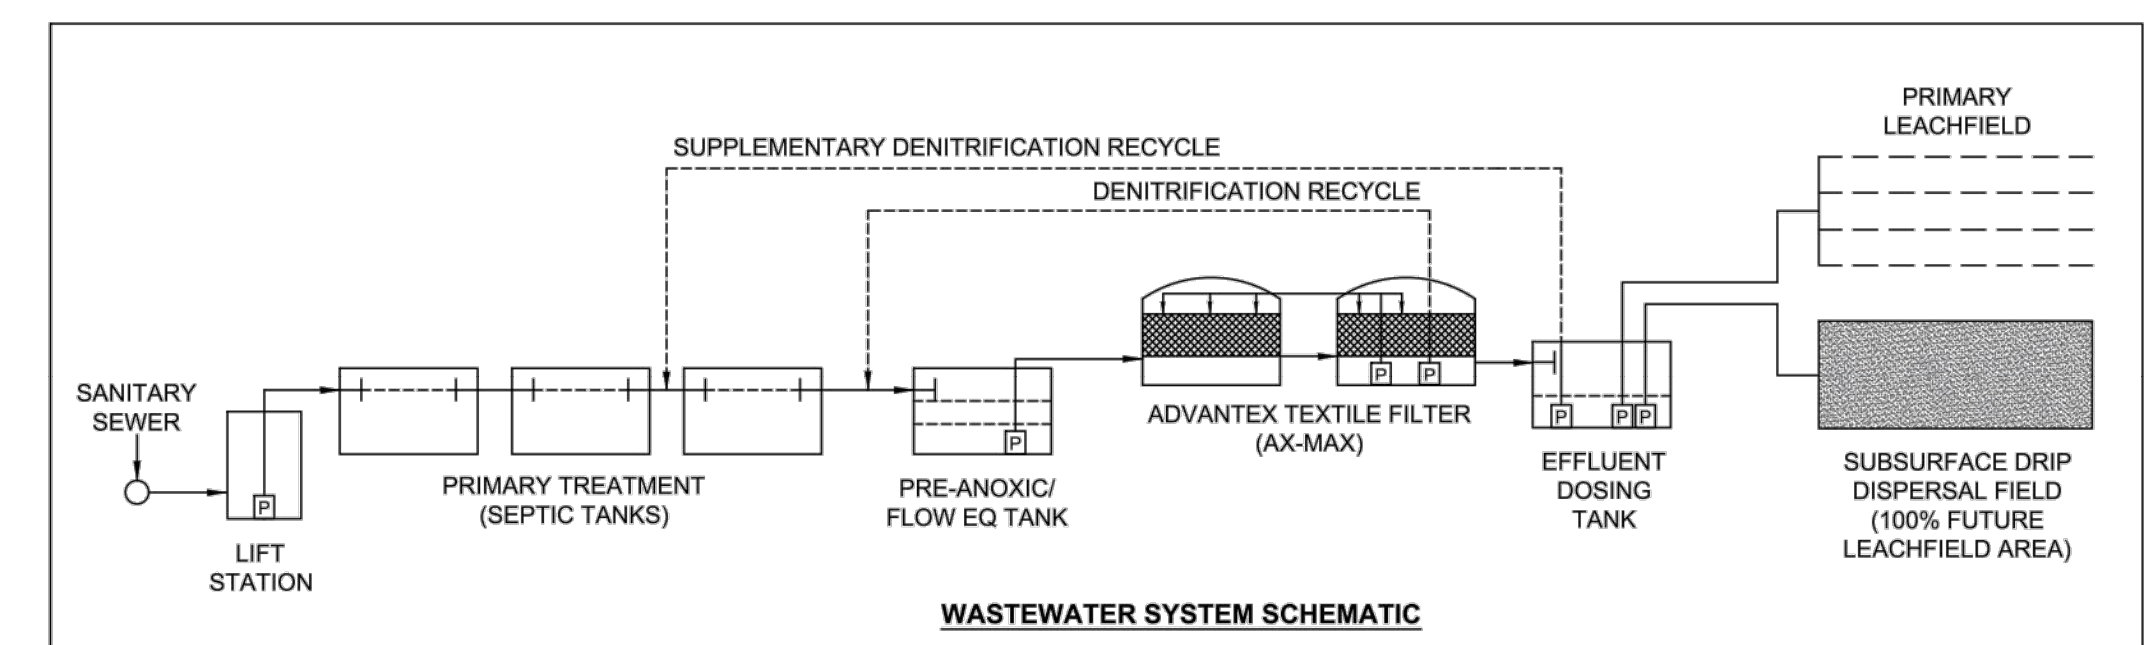 PRIMARY
LEACHFIELD
SUPPLEMENTARY DENITRIFICATION RECYCLE
DENITRIFICATION RECYCLE
SANITARY
SEWER
P
LIFT
STATION
PRIMARY TREATMENT
(SEPTIC TANKS)
P
PRE-ANOXIC/
FLOW EQ TANK
P
P
ADVANTEX TEXTILE FILTER
(AX-MAX)
P
P
P
EFFLUENT
DOSING
TANK
SUBSURFACE DRIP
DISPERSAL FIELD
(100% FUTURE
LEACHFIELD AREA)
WASTEWATER SYSTEM SCHEMATIC